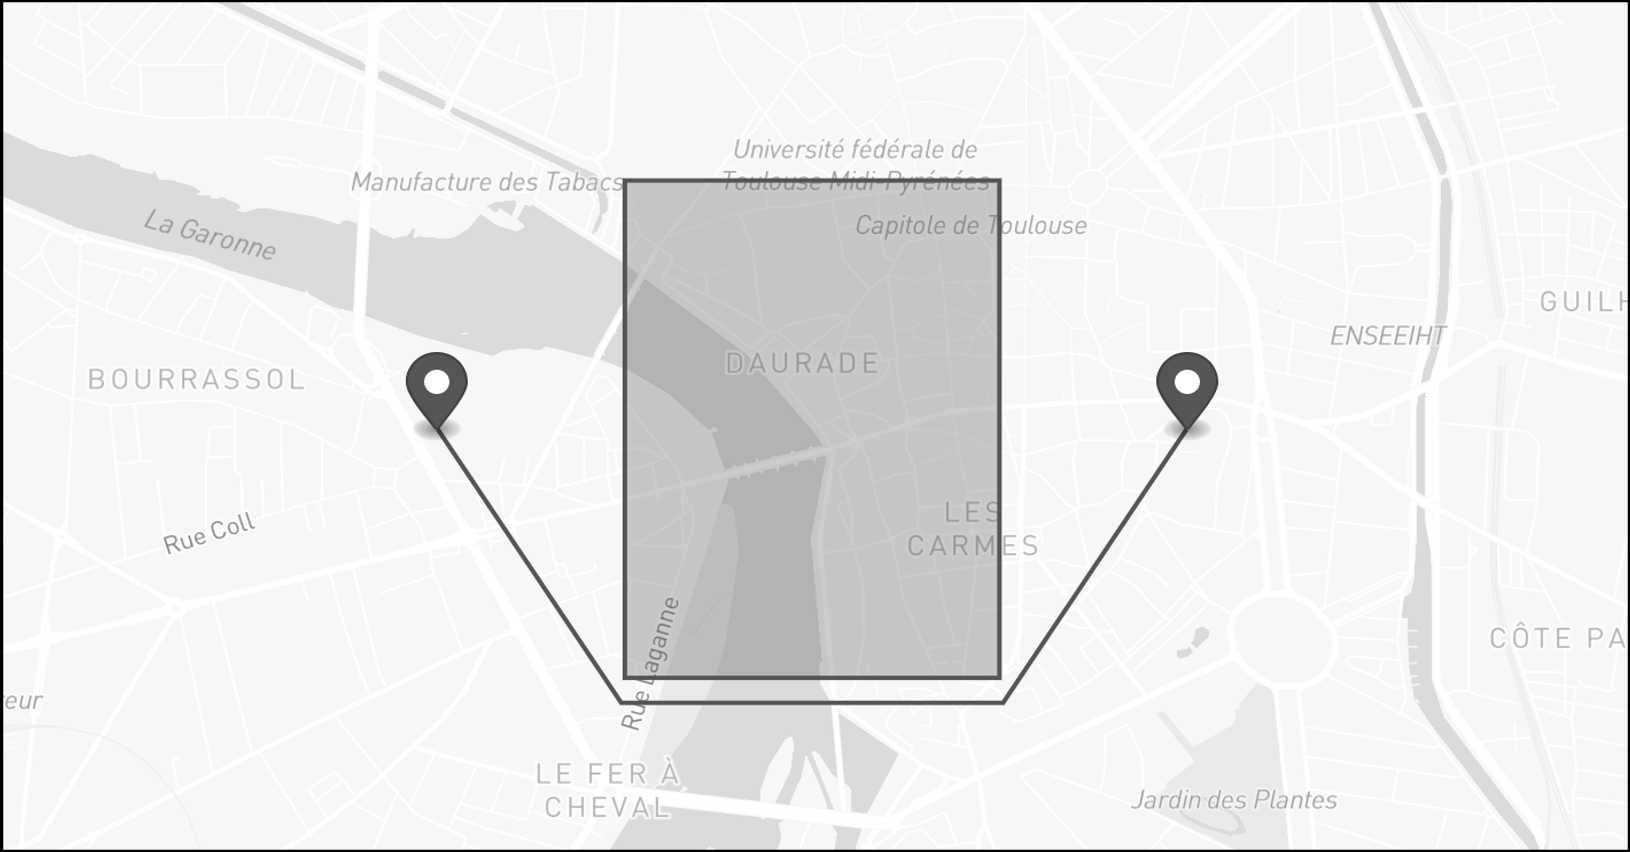 Université fédérale de
Toulouse Midi-Pyrénées
Manufacture des Tabacs
Capitole de Toulouse
La Garonne
GUILH
ENSEEIHT
DAURADE
BOURRASSOL
LES
CARMES
Rue Coll
Rue Laganne
CÔTE PA
eur
LE FER À
CHEVAL
Jardin des Plantes